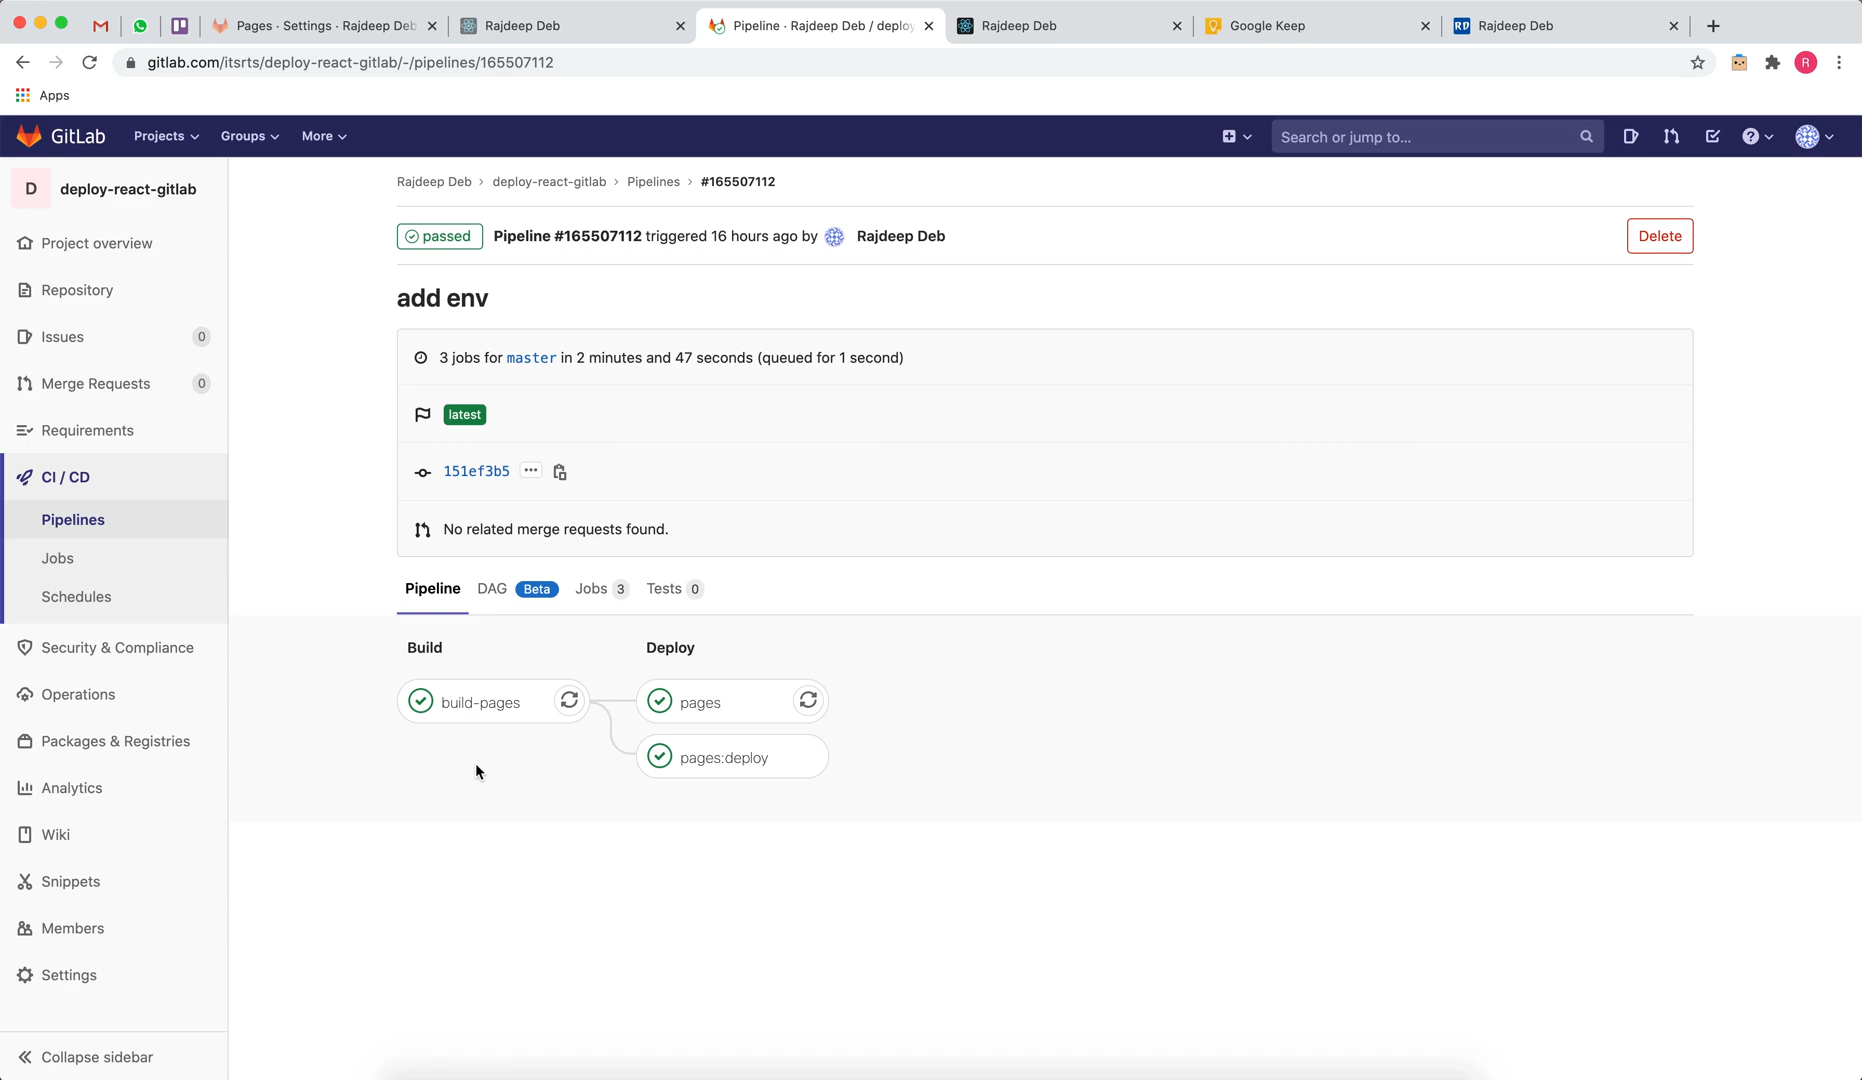 Pages · Settings · Rajdeep Deb
Rajdeep Deb
Pipeline · Rajdeep Deb / deploy
Rajdeep Deb
Google Keep
RD Rajdeep Deb
gitlab.com/itsrts/deploy-react-gitlab/-/pipelines/165507112
R
Apps
GitLab Projects Groups More
Search or jump to...
D deploy-react-gitlab
Project overview
Repository
Issues 0
Merge Requests 0
Requirements
CI / CD
Pipelines
Jobs
Schedules
Security & Compliance
Operations
Packages & Registries
Analytics
Wiki
Snippets
Members
Settings
Collapse sidebar
Rajdeep Deb › deploy-react-gitlab › Pipelines › #165507112
passed Pipeline #165507112 triggered 16 hours ago by Rajdeep Deb
Delete
add env
3 jobs for master in 2 minutes and 47 seconds (queued for 1 second)
latest
151ef3b5 ...
No related merge requests found.
Pipeline DAG Beta Jobs 3 Tests 0
Build Deploy
build-pages pages
pages:deploy